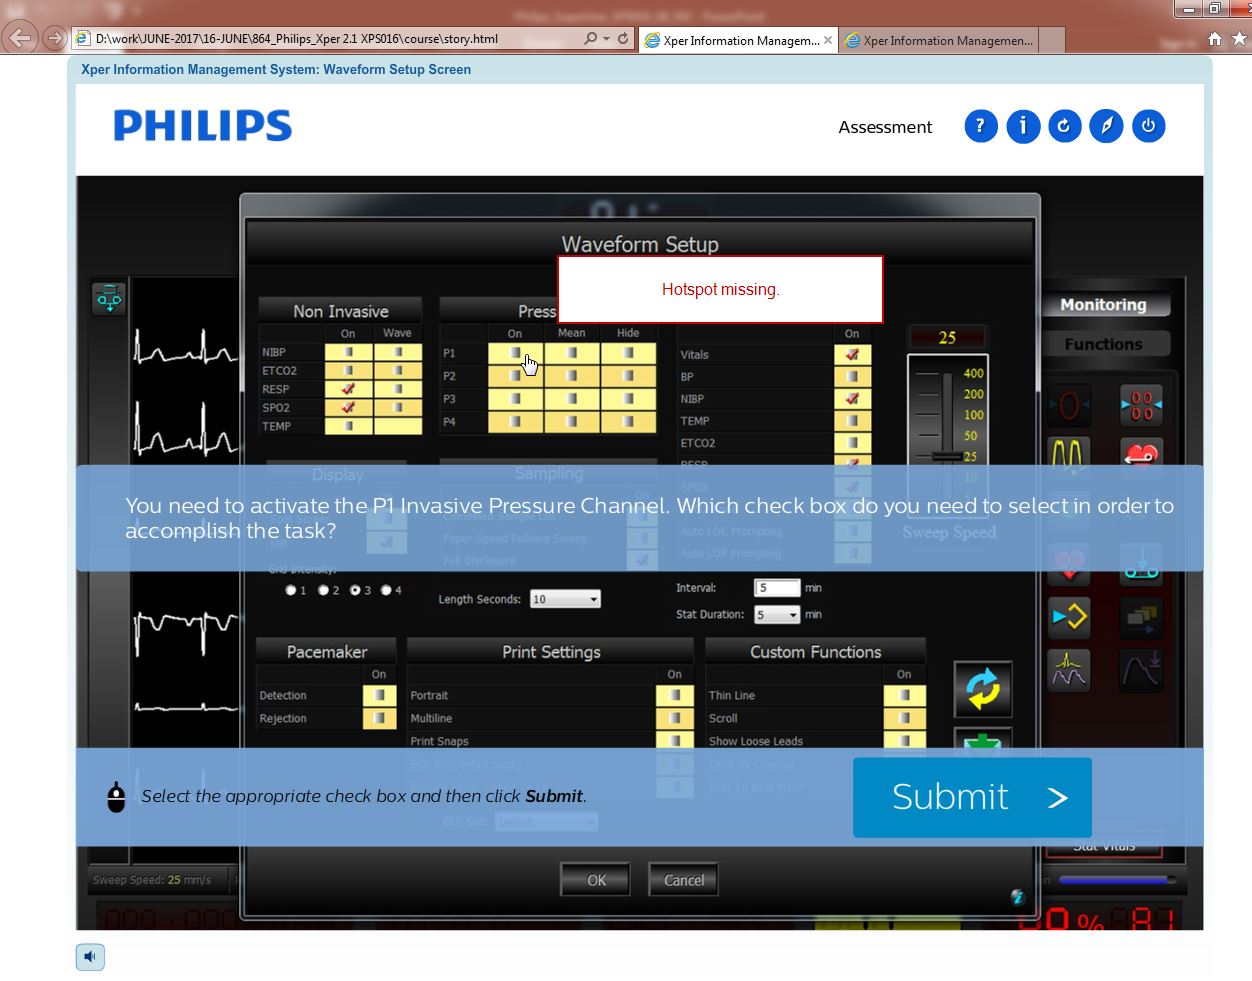 D:\work\JUNE-2017\16-JUNE\864_Philips_Xper 2.1 XPS016\course\story.html
Xper Information Managem...
Xper Information Managemen...
Xper Information Management System: Waveform Setup Screen
PHILIPS
Assessment
Waveform Setup
Hotspot missing.
Non Invasive
On Wave
NIBP
ETCO2
RESP
SPO2
TEMP
Press
On Mean Hide
P1
P2
P3
P4
On
Vitals
BP
NIBP
TEMP
ETCO2
RESP
SPO2
Auto LOC Prompting
Auto LOP Prompting
25
400
200
100
50
25
10
Sweep Speed
Monitoring
Functions
Display
Sampling
You need to activate the P1 Invasive Pressure Channel. Which check box do you need to select in order to
accomplish the task?
Paper Speed Follows Sweep
Full Disclosure
Grid Intensity:
1 2 3 4
Length Seconds: 10
Interval: 5 min
Stat Duration: 5 min
Pacemaker
On
Detection
Rejection
Print Settings
On
Portrait
Multiline
Print Snaps
Custom Functions
On
Thin Line
Scroll
Show Loose Leads
Color By Channel
Beat To Beat Mean
ECG Grid: Default
Select the appropriate check box and then click Submit.
Submit >
Stat Vitals
OK
Cancel
Sweep Speed: 25 mm/s
%